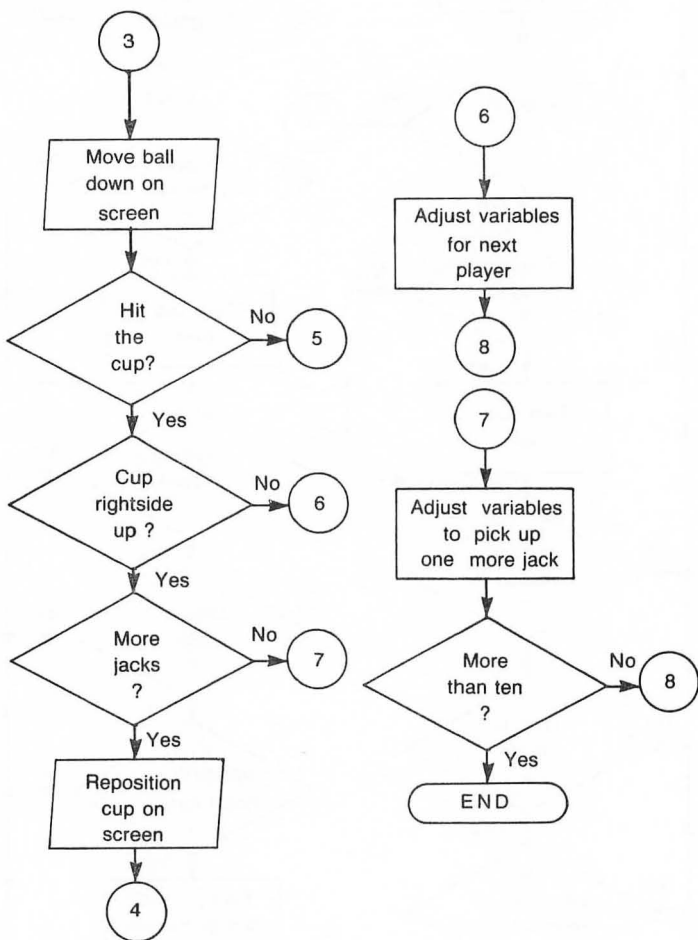 3
Move ball
down on
screen
Hit
the
cup?
No
5
Yes
Cup
rightside
up ?
No
6
Yes
More
jacks
?
No
7
Yes
Reposition
cup on
screen
4
6
Adjust variables
for next
player
8
7
Adjust variables
to pick up
one more jack
More
than ten
?
No
8
Yes
END